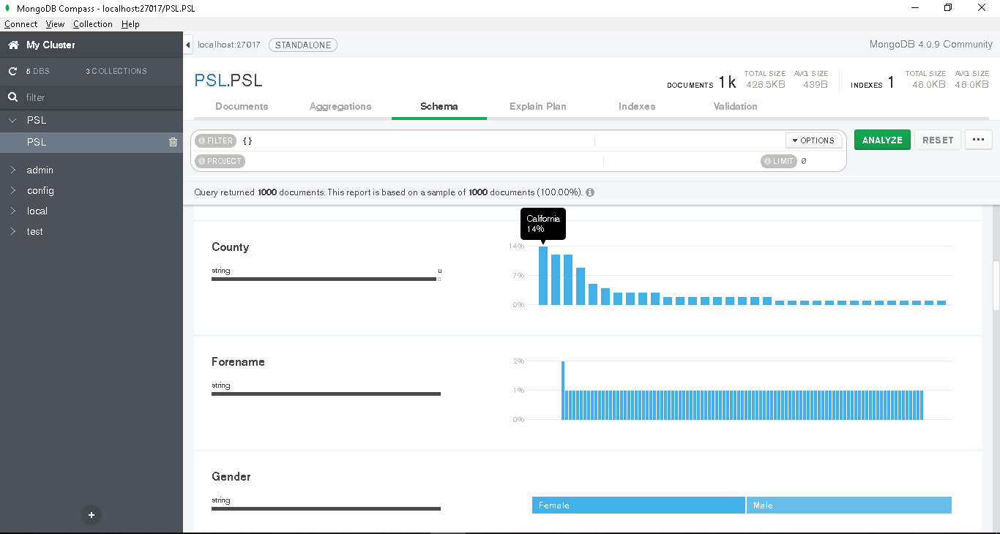 MongoDB Compass - localhost:27017/PSL.PSL
Connect View Collection Help
My Cluster
localhost:27017 STANDALONE
MongoDB 4.0.9 Community
5 DBS 3 COLLECTIONS
filter
PSL
PSL
admin
config
local
test
PSL.PSL
DOCUMENTS 1k TOTAL SIZE 428.5KB AVG. SIZE 439B
INDEXES 1 TOTAL SIZE 48.0KB AVG. SIZE 48.0KB
Documents Aggregations Schema Explain Plan Indexes Validation
FILTER {} OPTIONS ANALYZE RESET ...
PROJECT LIMIT 0
Query returned 1000 documents. This report is based on a sample of 1000 documents (100.00%).
California
14%
County
string u
14%
7%
0%
Forename
string
2%
1%
0%
Gender
string
Female Male